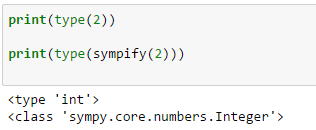 print(type(2))
print(type(sympify(2)))
<type 'int'>
<class 'sympy.core.numbers.Integer'>